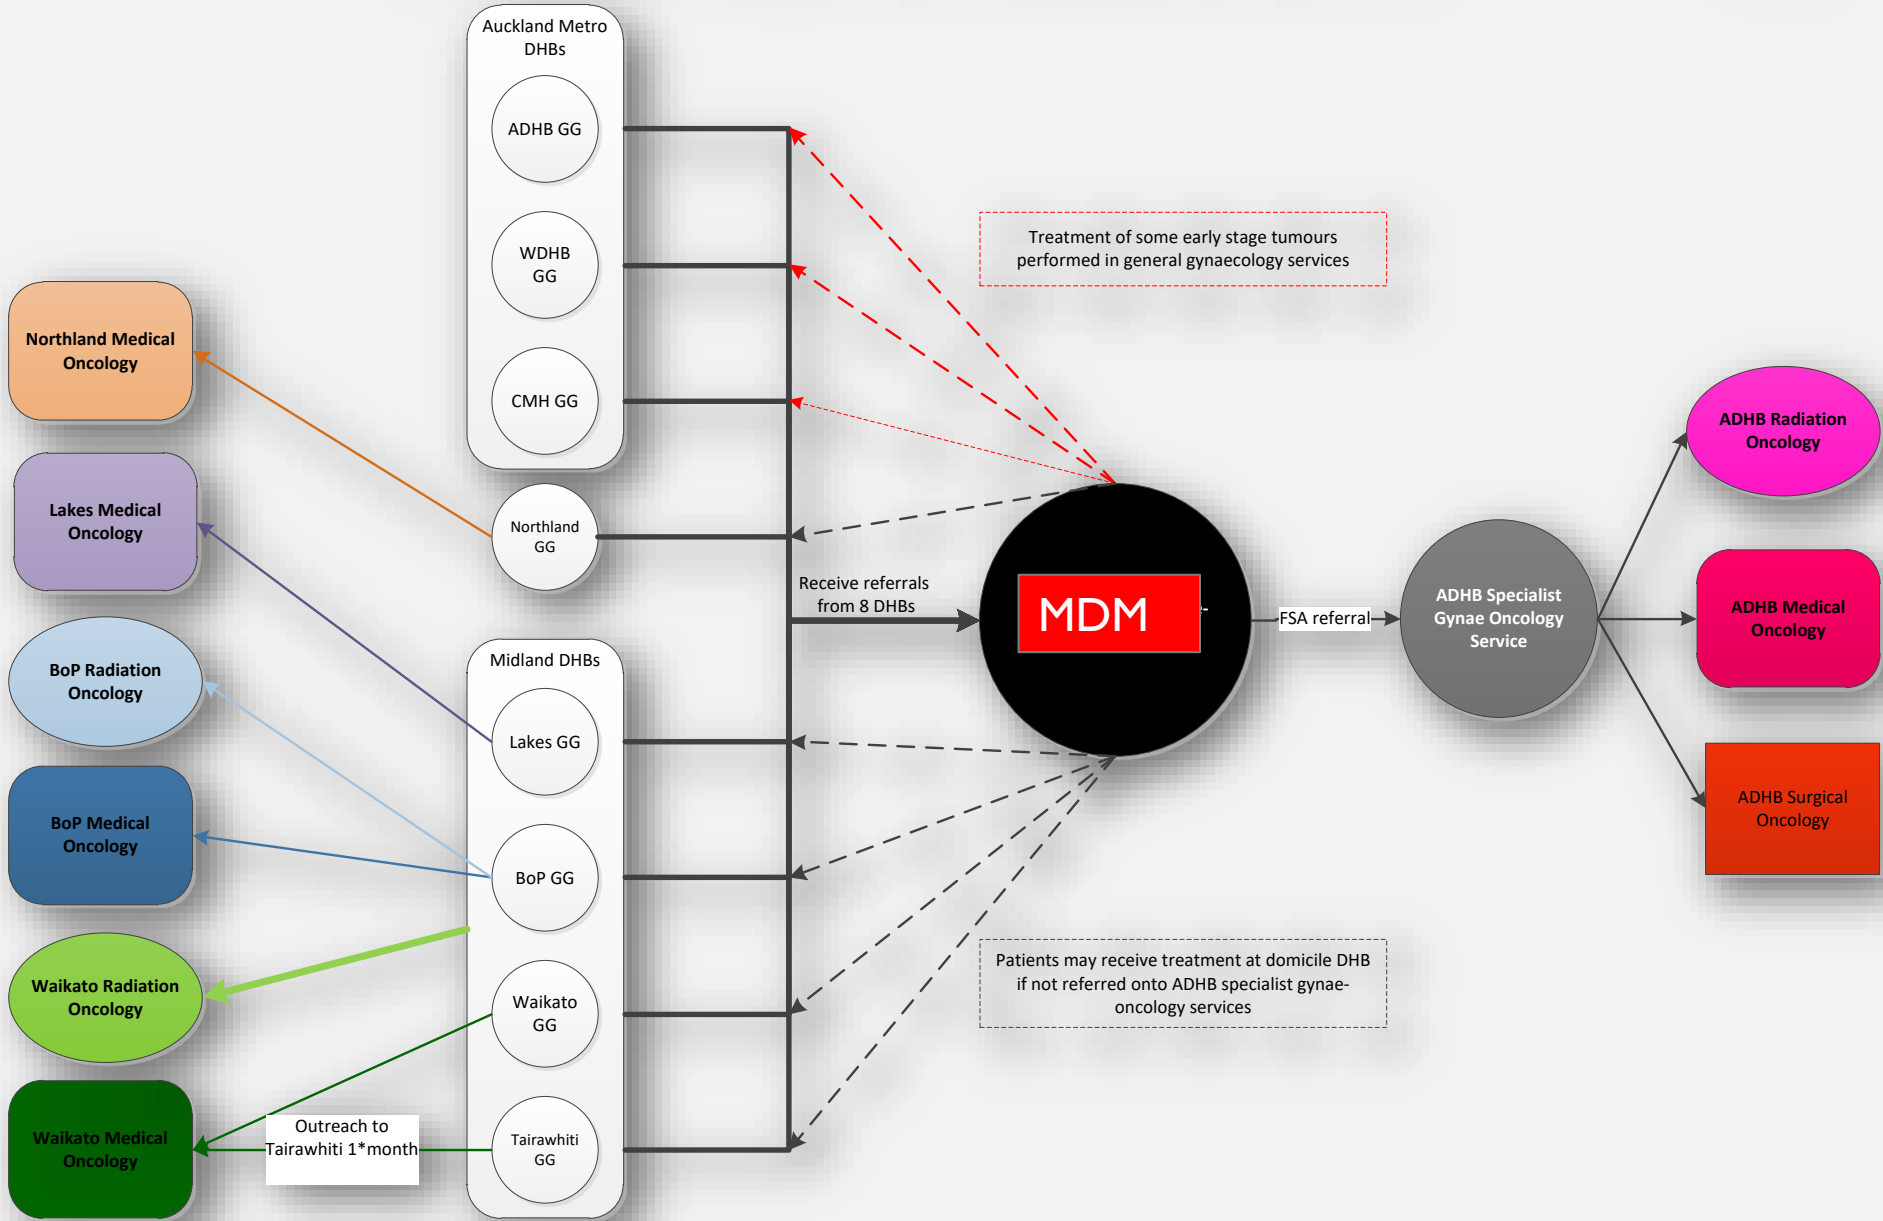 Auckland Metro
DHBs
ADHB GG
WDHB
GG
CMH GG
Northland
GG
Midland DHBs
Lakes GG
BoP GG
Waikato
GG
Tairawhiti
GG
Northland Medical
Oncology
Lakes Medical
Oncology
BoP Radiation
Oncology
BoP Medical
Oncology
Waikato Radiation
Oncology
Waikato Medical
Oncology
Outreach to
Tairawhiti 1*month
Receive referrals
from 8 DHBs
Treatment of some early stage tumours
performed in general gynaecology services
MDM
Patients may receive treatment at domicile DHB
if not referred onto ADHB specialist gynae-
oncology services
FSA referral
ADHB Specialist
Gynae Oncology
Service
ADHB Radiation
Oncology
ADHB Medical
Oncology
ADHB Surgical
Oncology